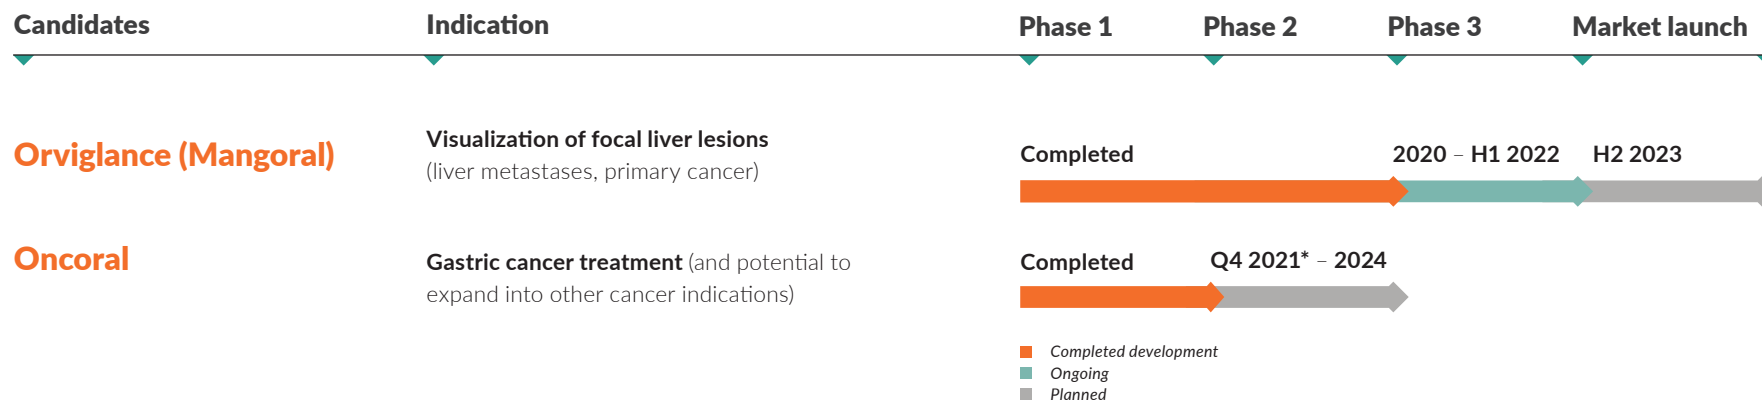 Candidates
Indication
Phase 1
Phase 2
Phase 3
Market launch
Orviglance (Mangoral)
Visualization of focal liver lesions
(liver metastases, primary cancer)
Completed
2020 – H1 2022
H2 2023
Oncoral
Gastric cancer treatment (and potential to
expand into other cancer indications)
Completed
Q4 2021* – 2024
Completed development
Ongoing
Planned